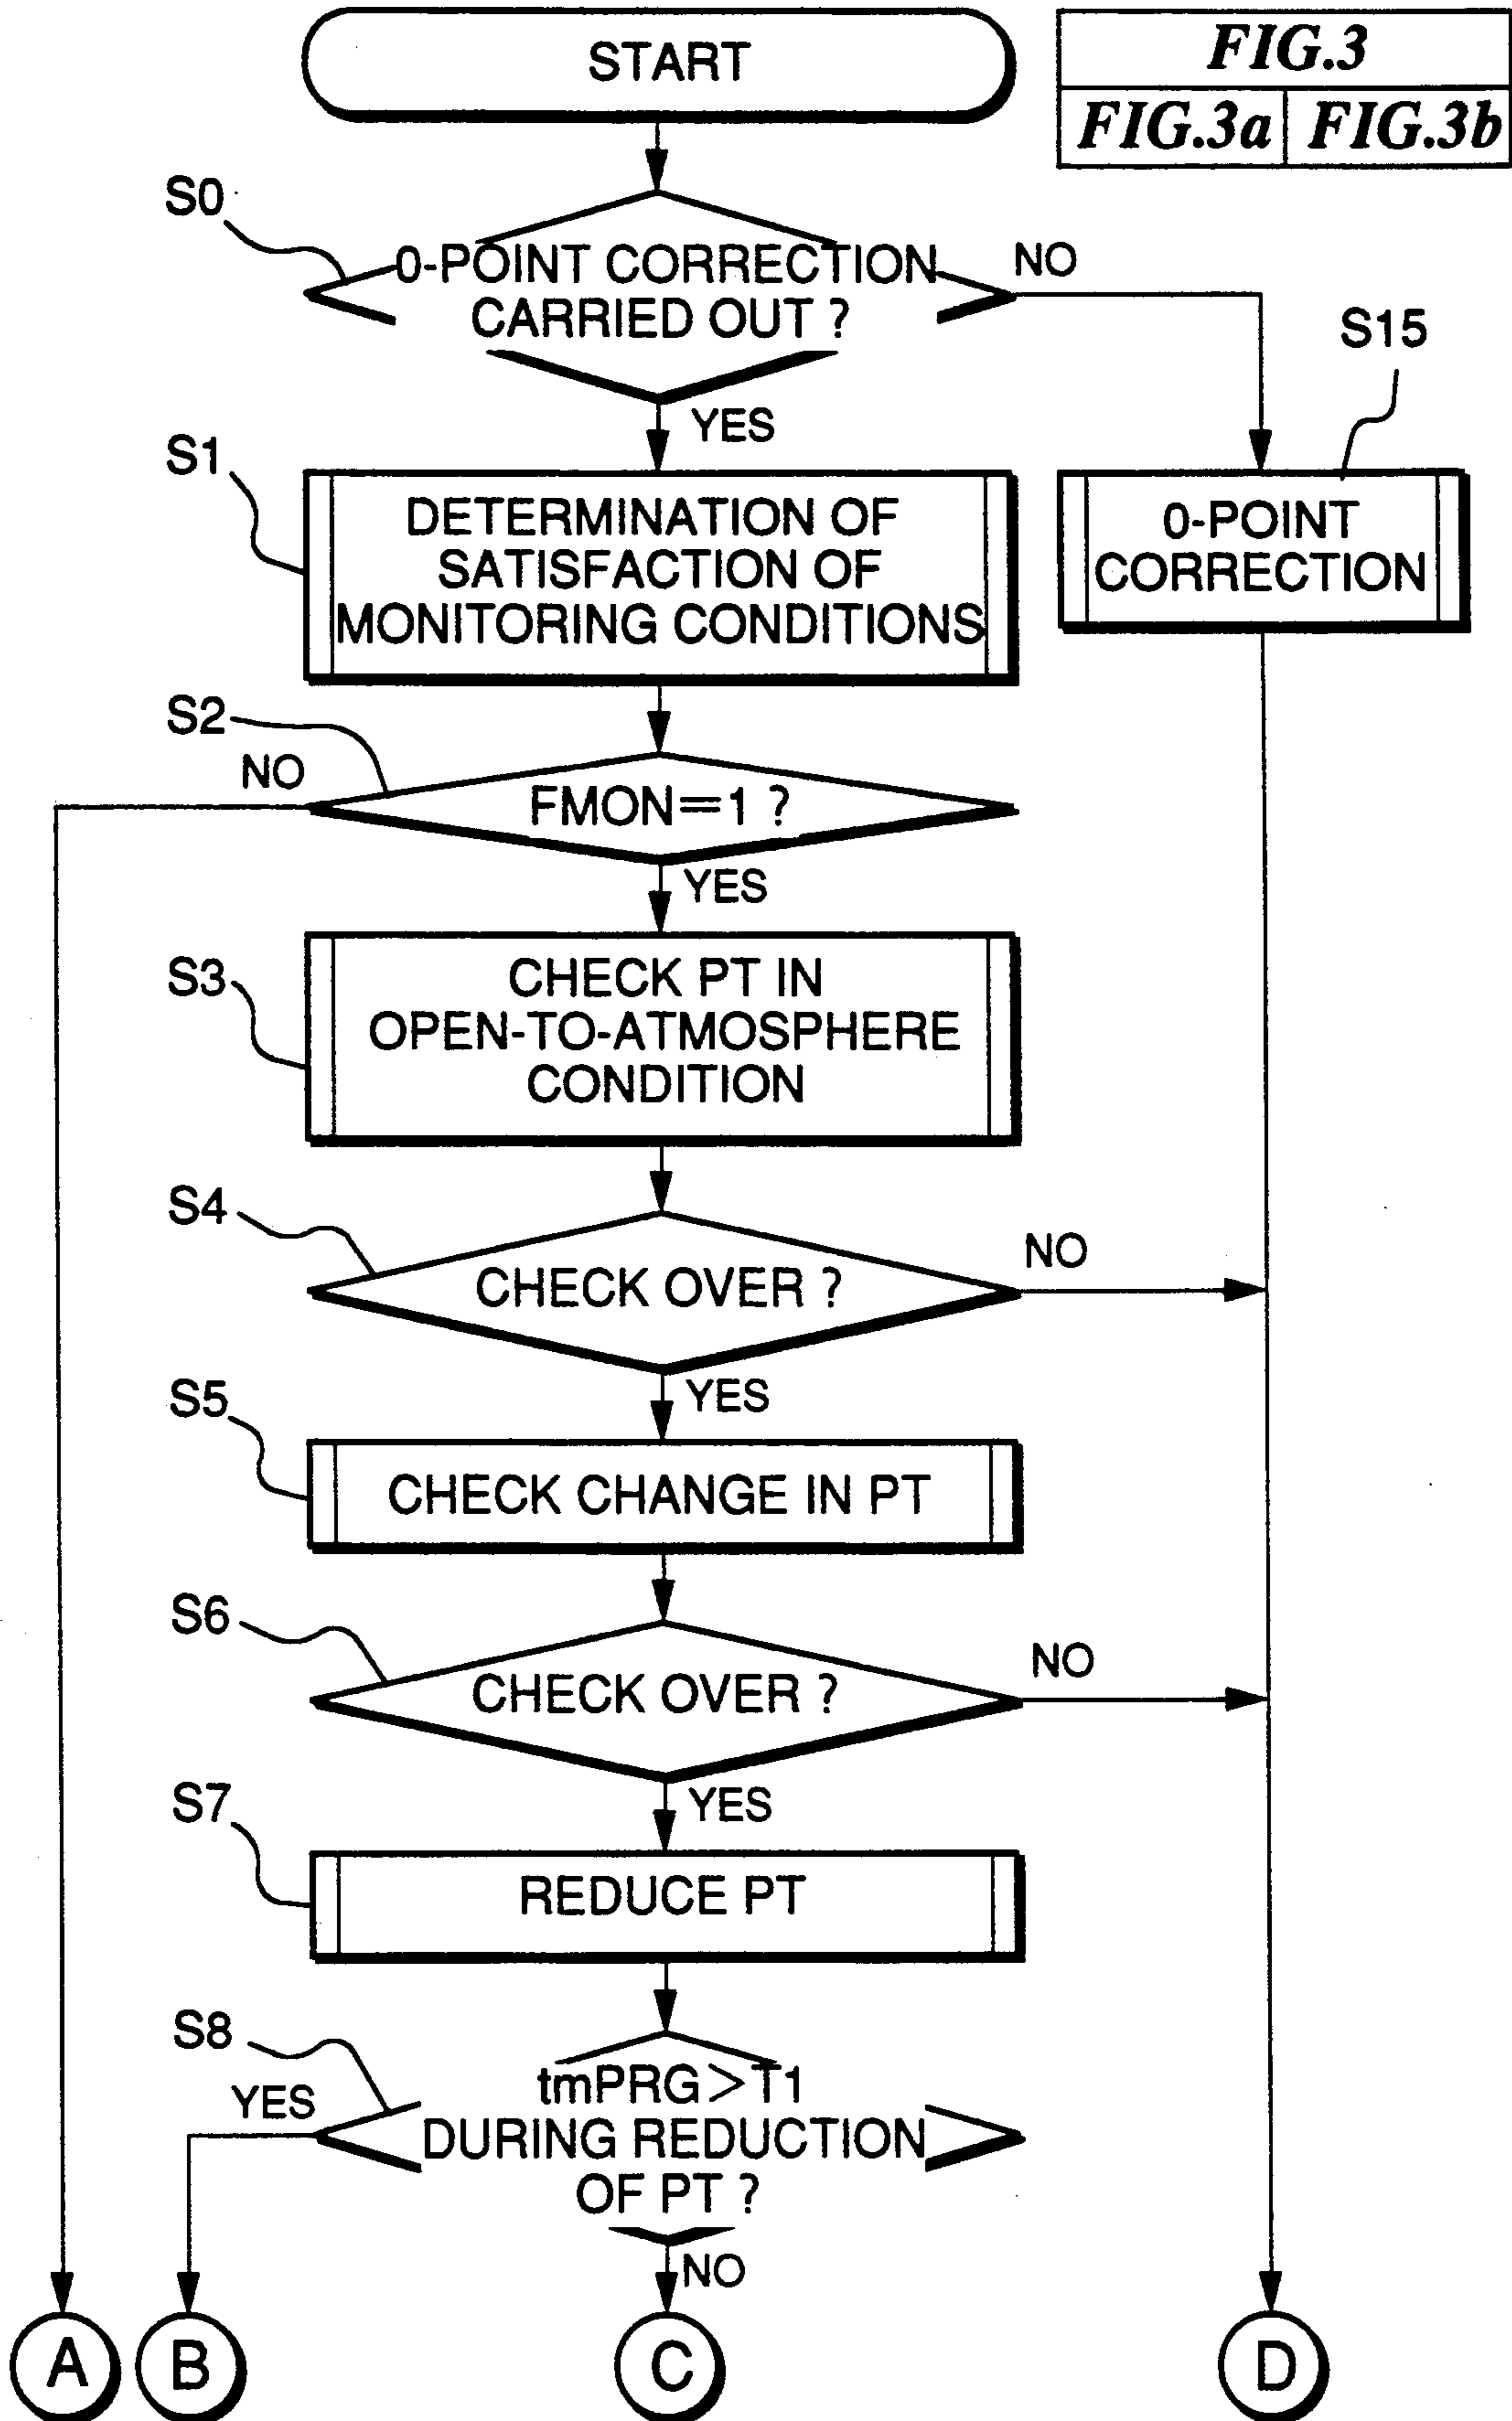 START
FIG.3
FIG.3a FIG.3b
S0
0-POINT CORRECTION
CARRIED OUT ?
NO
YES
S15
0-POINT
CORRECTION
S1
DETERMINATION OF
SATISFACTION OF
MONITORING CONDITIONS
S2
NO
FMON=1 ?
YES
S3
CHECK PT IN
OPEN-TO-ATMOSPHERE
CONDITION
S4
CHECK OVER ?
NO
YES
S5
CHECK CHANGE IN PT
S6
CHECK OVER ?
NO
YES
S7
REDUCE PT
S8
YES
tmPRG>T1
DURING REDUCTION
OF PT ?
NO
A B C D